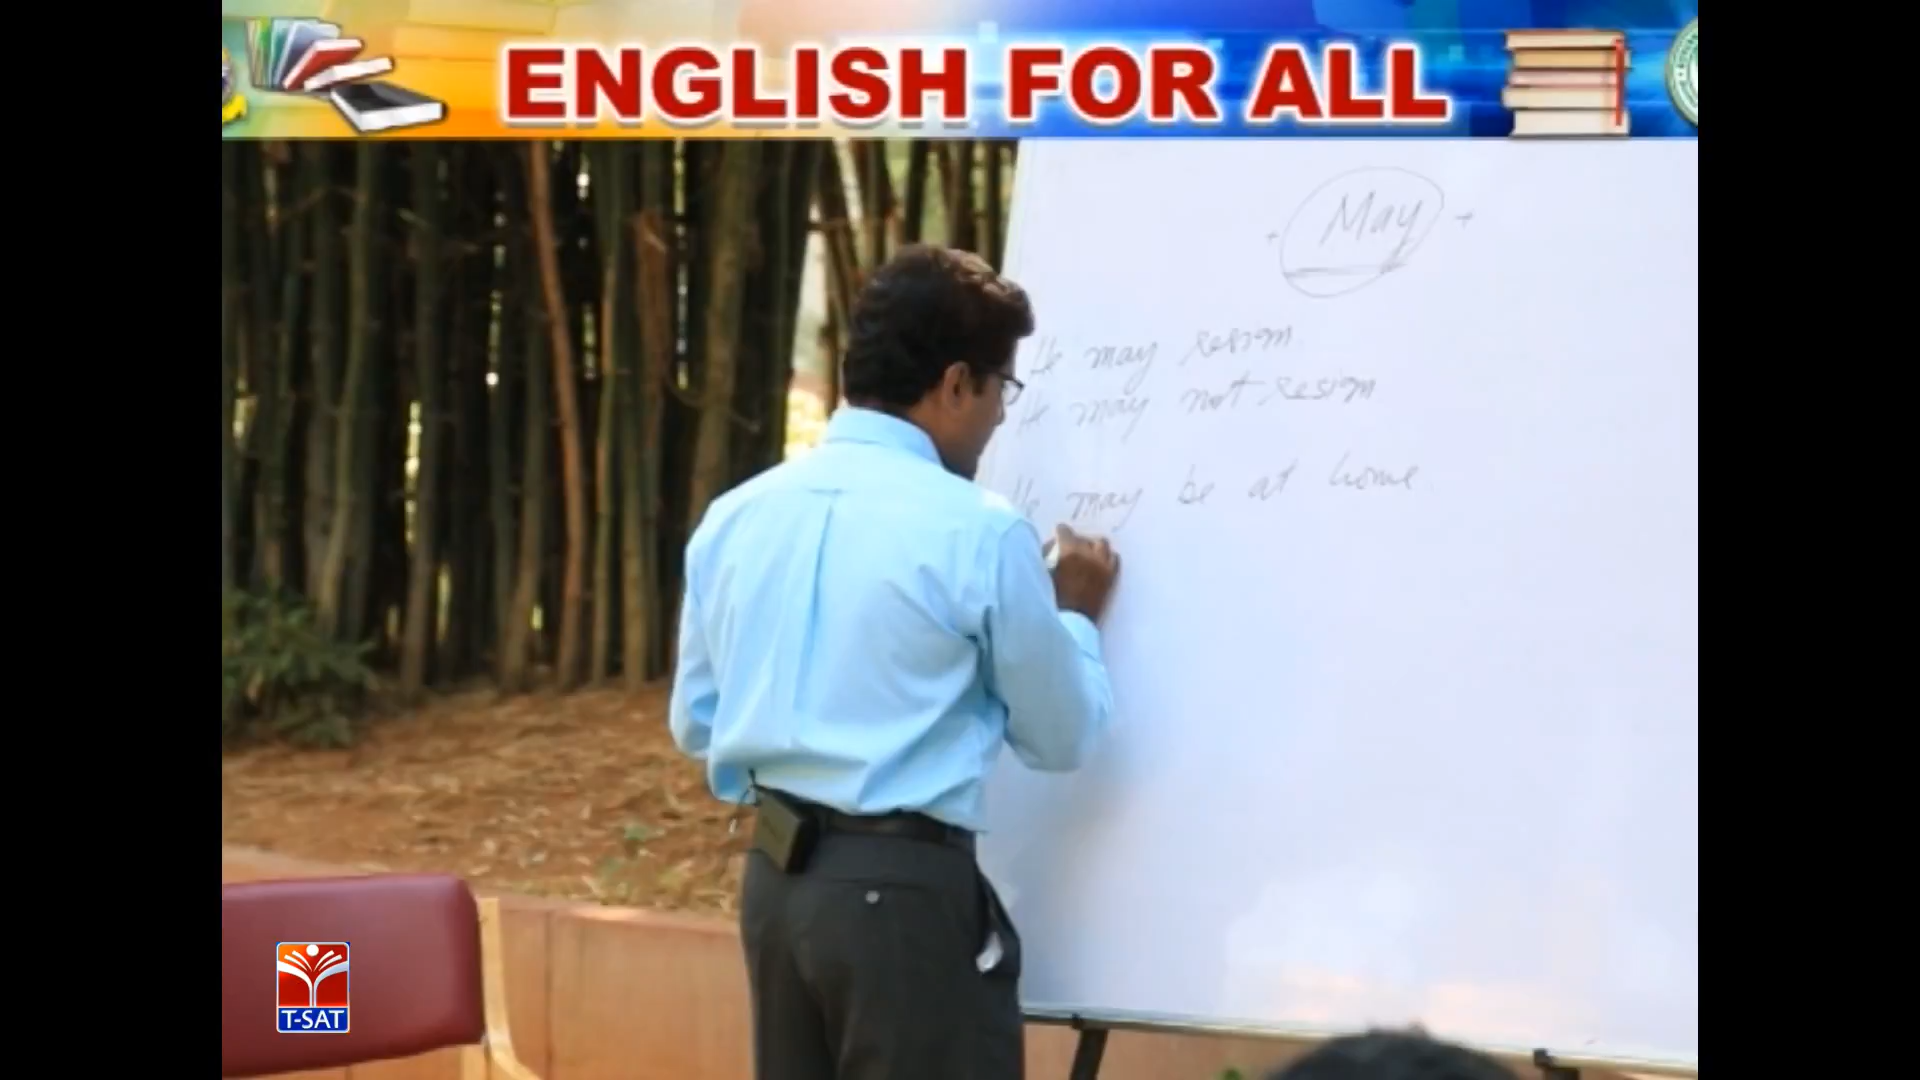 ENGLISH FOR ALL
May
He may resign.
He may not resign
He may be at home.
T-SAT